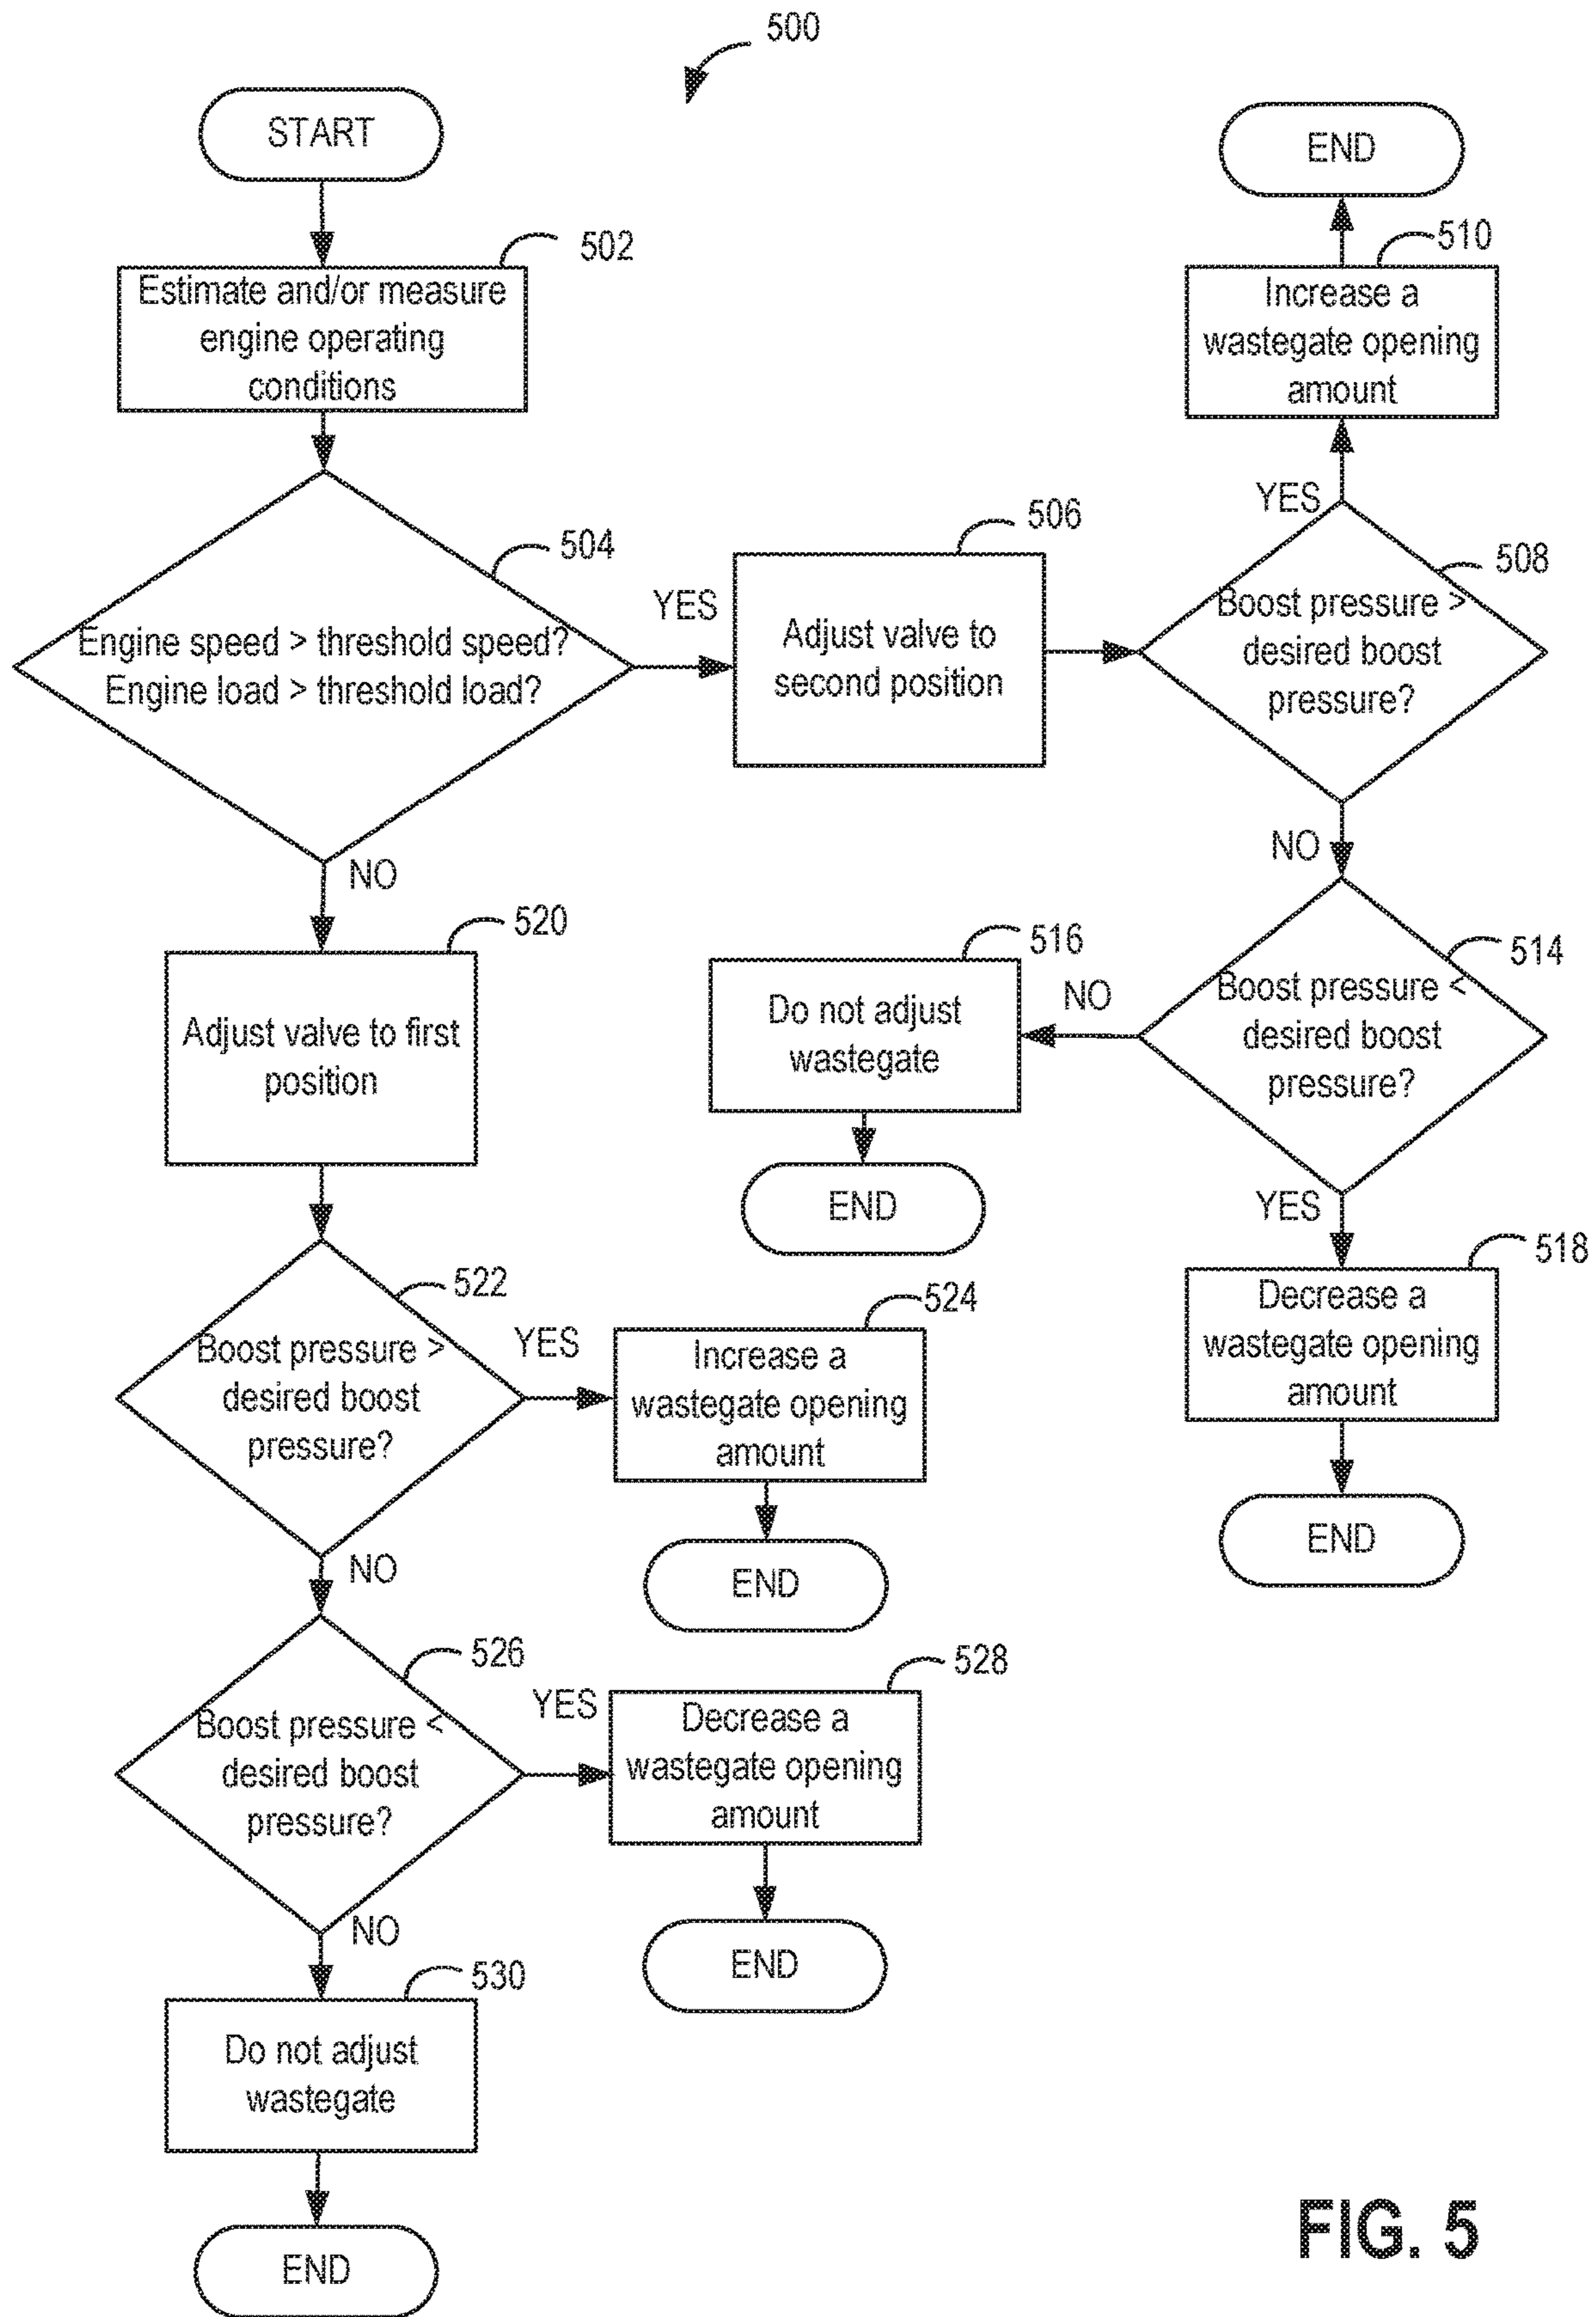 500
START
502
Estimate and/or measure
engine operating
conditions
504
Engine speed > threshold speed?
Engine load > threshold load?
YES
506
Adjust valve to
second position
508
Boost pressure >
desired boost
pressure?
YES
510
Increase a
wastegate opening
amount
END
NO
514
Boost pressure <
desired boost
pressure?
NO
516
Do not adjust
wastegate
END
YES
518
Decrease a
wastegate opening
amount
END
NO
520
Adjust valve to first
position
522
Boost pressure >
desired boost
pressure?
YES
524
Increase a
wastegate opening
amount
END
NO
526
Boost pressure <
desired boost
pressure?
YES
528
Decrease a
wastegate opening
amount
END
NO
530
Do not adjust
wastegate
END
FIG. 5